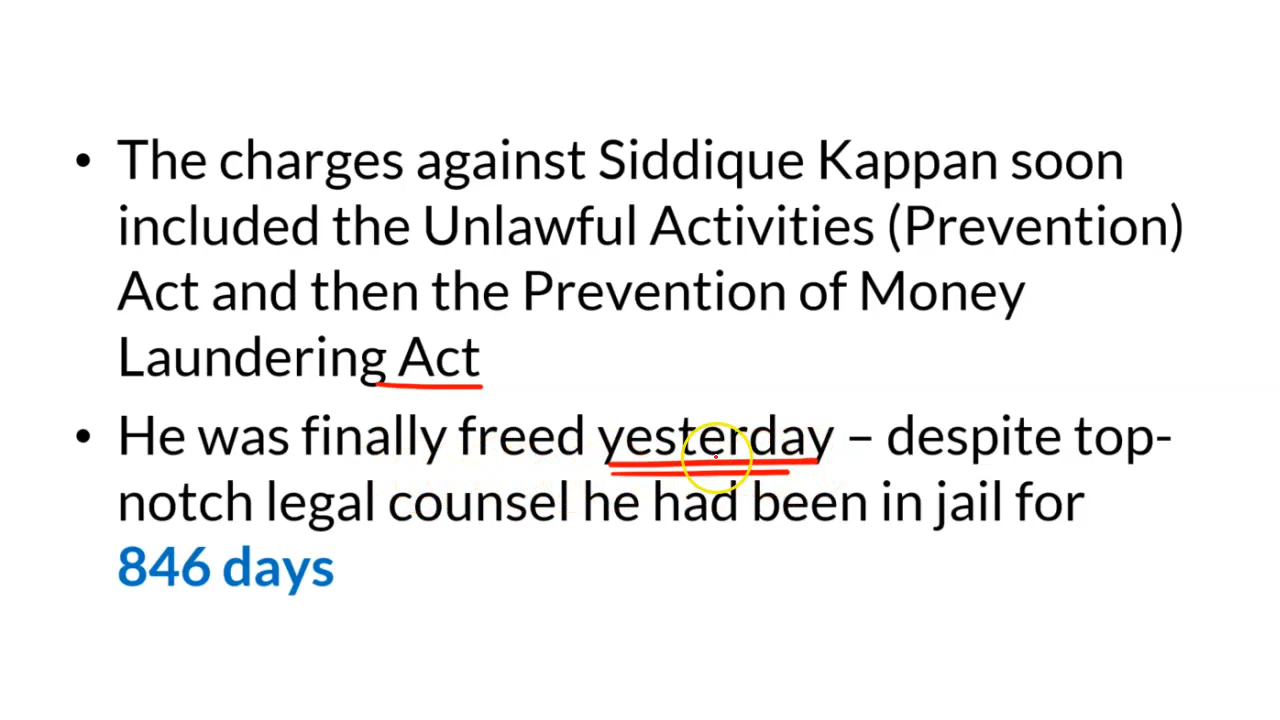 • The charges against Siddique Kappan soon
included the Unlawful Activities (Prevention)
Act and then the Prevention of Money
Laundering Act
• He was finally freed yesterday – despite top-
notch legal counsel he had been in jail for
846 days